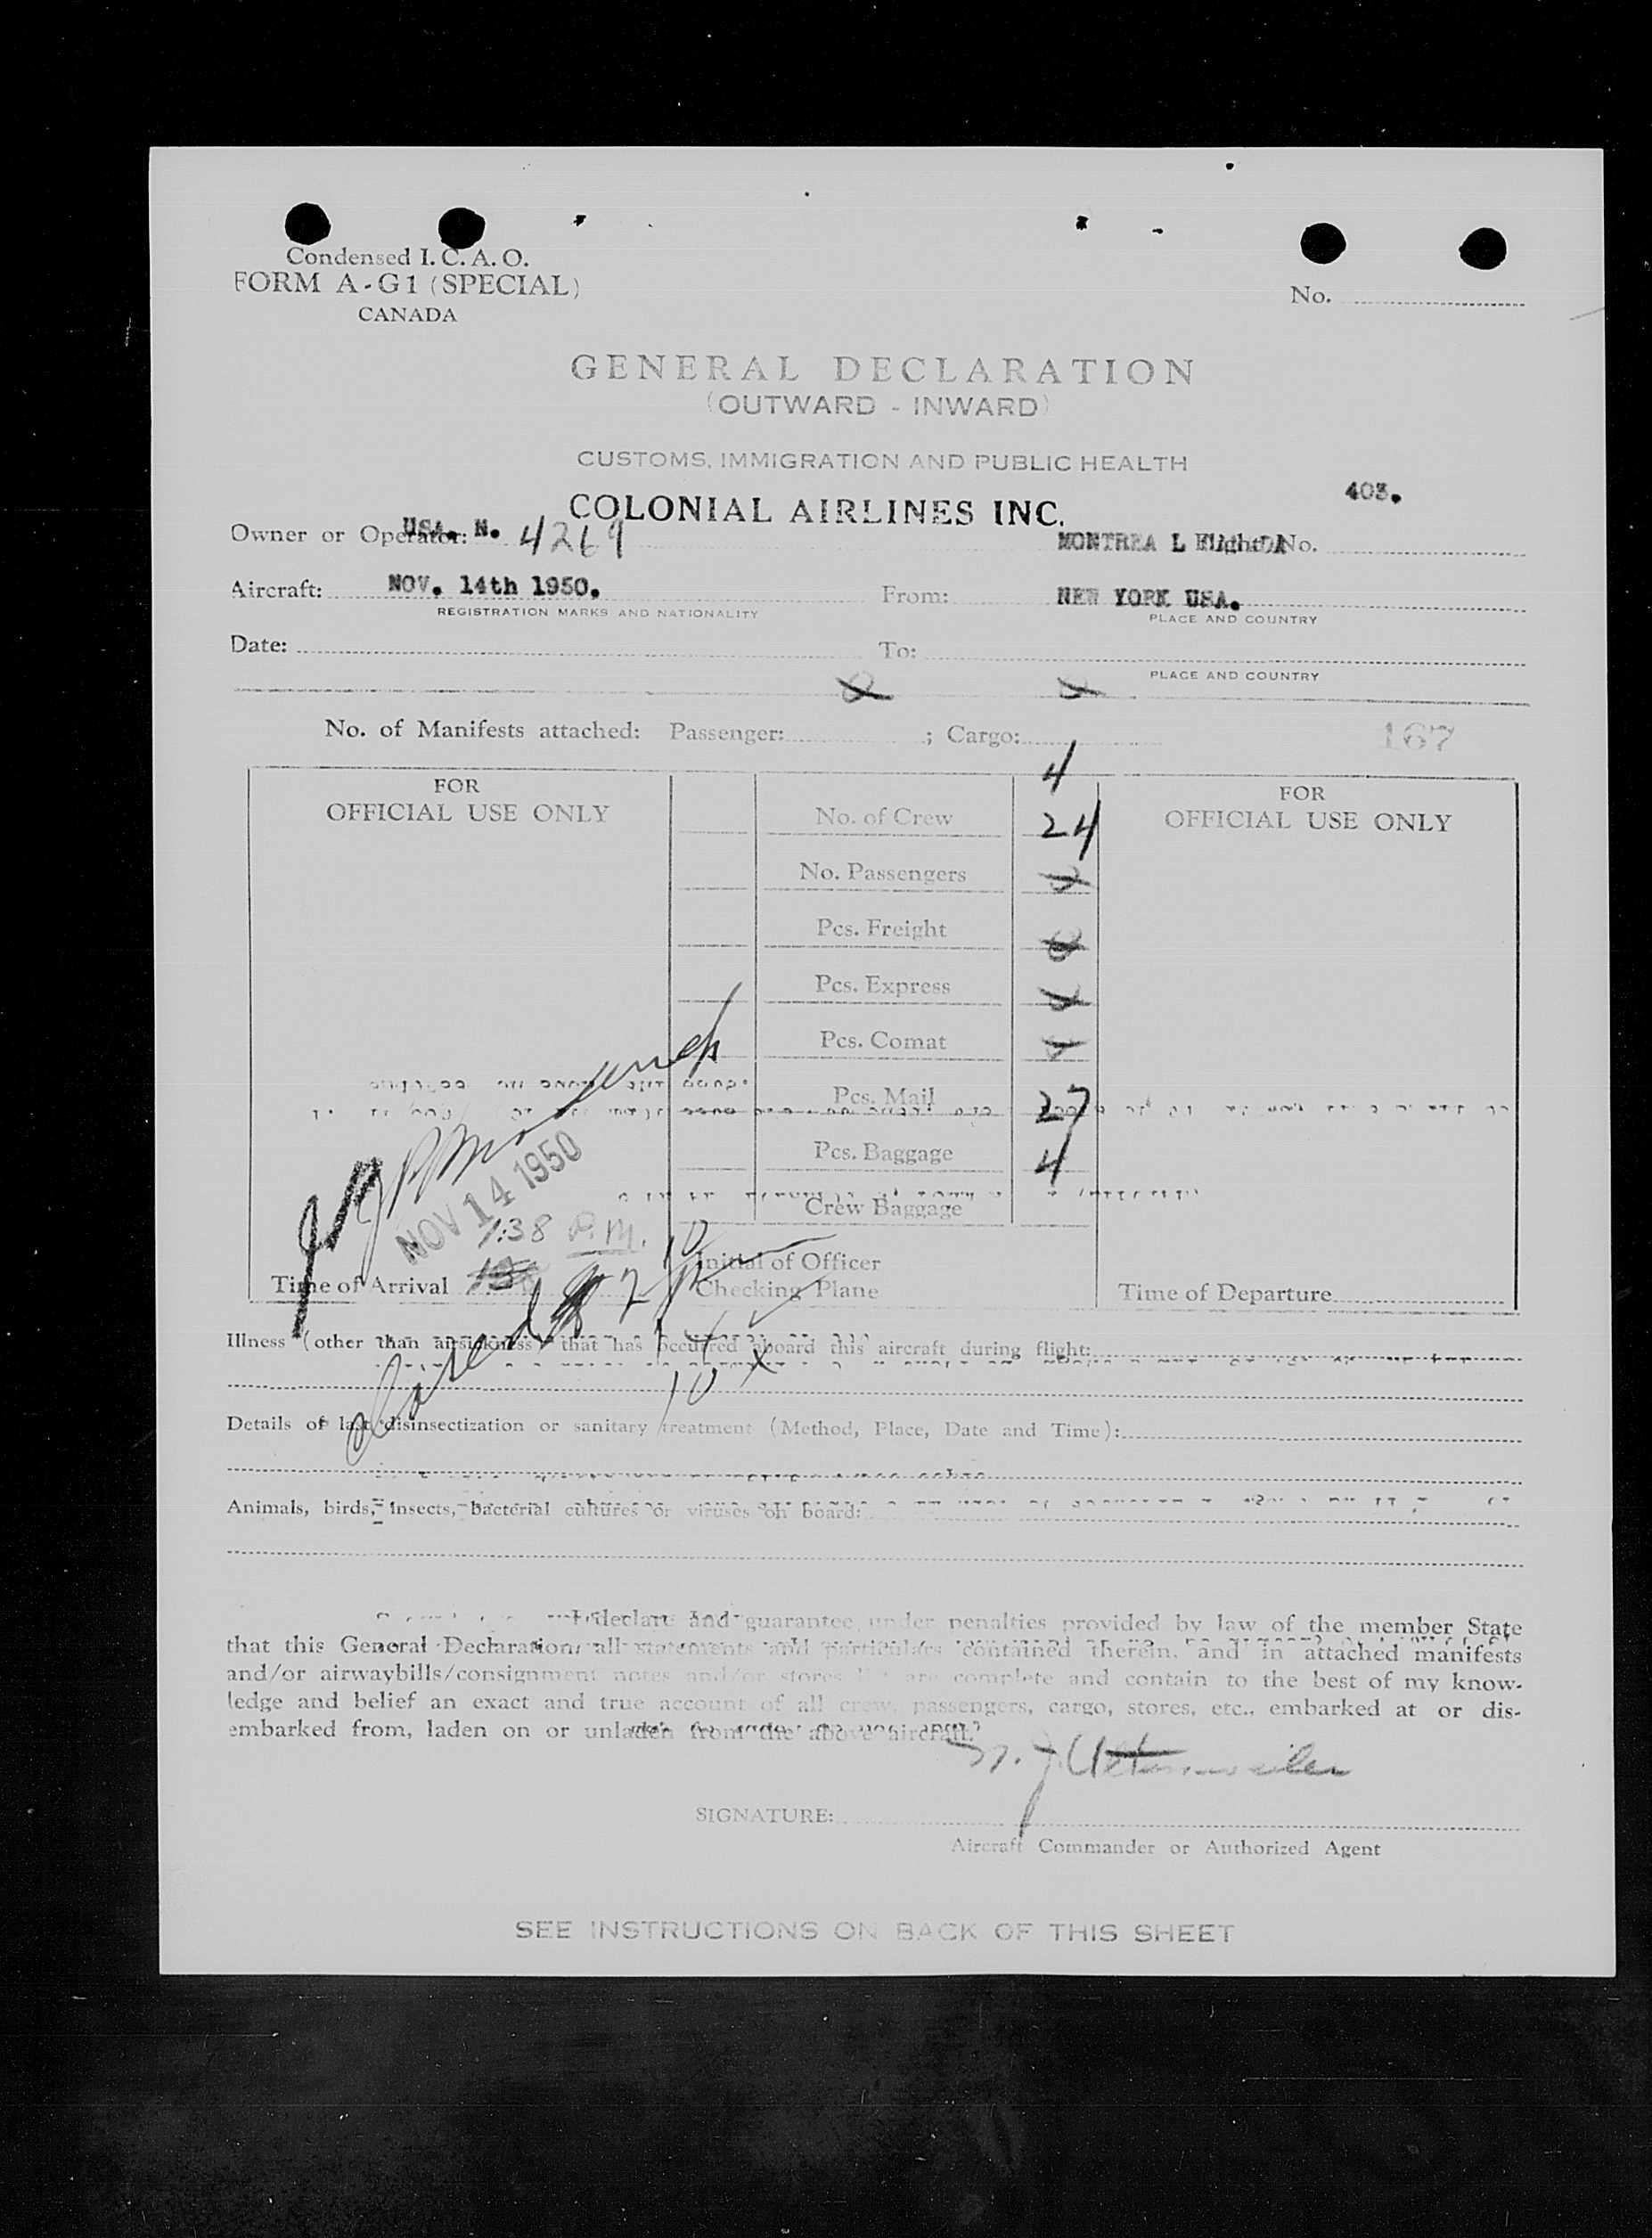 Condensed I. C. A. O.
FORM A-G1 (SPECIAL)
CANADA
No.
GENERAL DECLARATION
(OUTWARD - INWARD)
CUSTOMS, IMMIGRATION AND PUBLIC HEALTH
403.
COLONIAL AIRLINES INC.
Owner or Operator: USA. N. 4269
MONTREA L Flight No.
Aircraft: NOV. 14th 1950. From: NEW YORK USA.
REGISTRATION MARKS AND NATIONALITY PLACE AND COUNTRY
Date: To:
PLACE AND COUNTRY
No. of Manifests attached: Passenger: ; Cargo: 167
FOR
OFFICIAL USE ONLY
4
No. of Crew
24
No. Passengers
Pcs. Freight
Pcs. Express
Pcs. Comat
Pcs. Mail
27
Pcs. Baggage
4
Crew Baggage
FOR
OFFICIAL USE ONLY
NOV 14 1950
1:38 P.M.
Time of Arrival
Initial of Officer
Checking Plane
Time of Departure
Illness (other than airsickness) that has occurred aboard this aircraft during flight:
10
Details of last disinsectization or sanitary treatment (Method, Place, Date and Time):
Animals, birds, insects, bacterial cultures or viruses on board:
I declare and guarantee under penalties provided by law of the member State
that this General Declaration, all statements and particulars contained therein, and in attached manifests
and/or airwaybills/consignment notes and/or stores are complete and contain to the best of my know-
ledge and belief an exact and true account of all crew, passengers, cargo, stores, etc., embarked at or dis-
embarked from, laden on or unladen from the above aircraft.
SIGNATURE:
Aircraft Commander or Authorized Agent
SEE INSTRUCTIONS ON BACK OF THIS SHEET